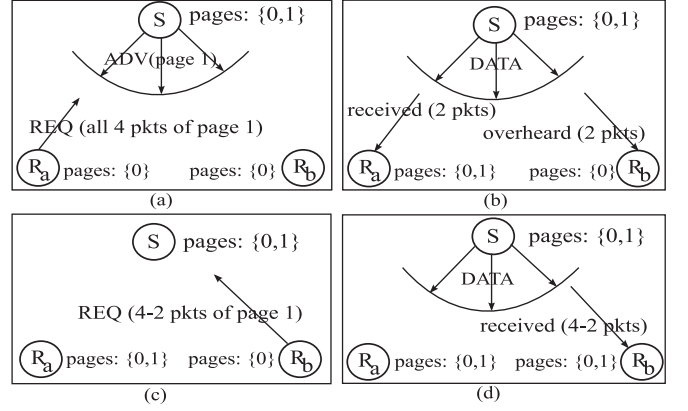 S pages: {0,1}
ADV(page 1)
REQ (all 4 pkts of page 1)
Ra pages: {0} pages: {0} Rb
(a)
S pages: {0,1}
DATA
received (2 pkts)
overheard (2 pkts)
Ra pages: {0,1} pages: {0} Rb
(b)
S pages: {0,1}
REQ (4-2 pkts of page 1)
Ra pages: {0,1} pages: {0} Rb
(c)
S pages: {0,1}
DATA
received (4-2 pkts)
Ra pages: {0,1} pages: {0,1} Rb
(d)